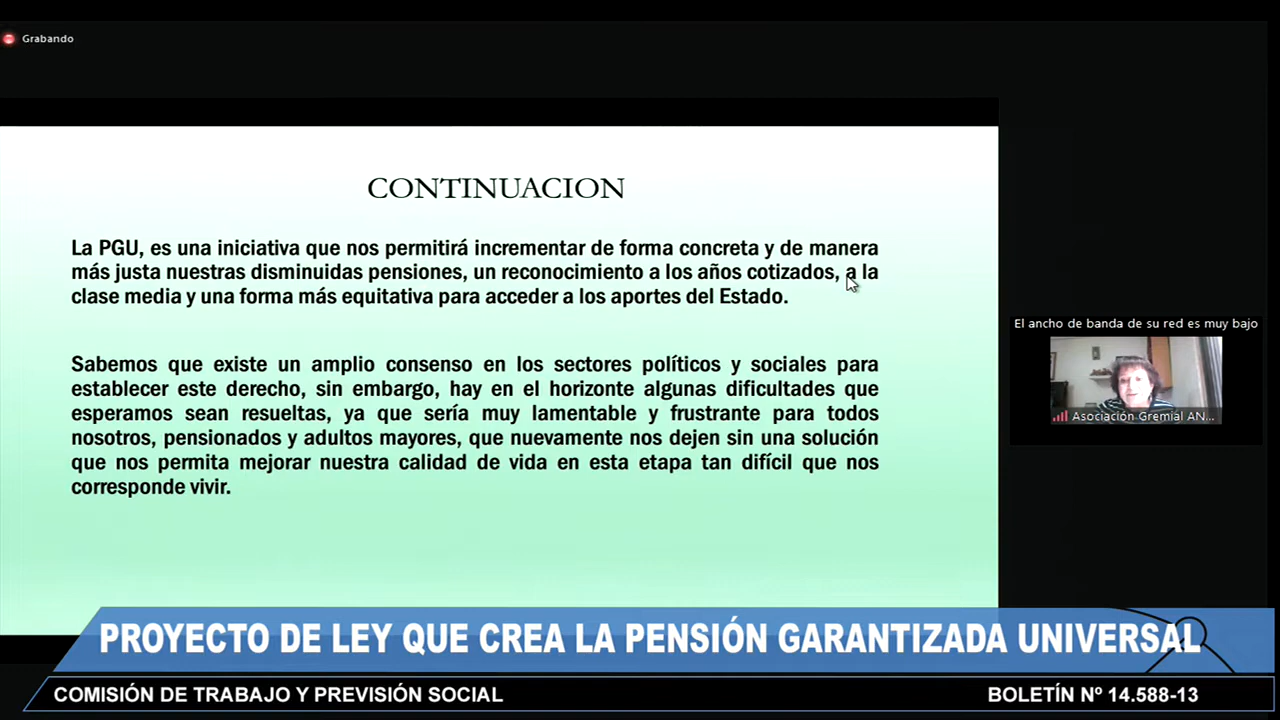 Grabando
CONTINUACION
La PGU, es una iniciativa que nos permitirá incrementar de forma concreta y de manera
más justa nuestras disminuidas pensiones, un reconocimiento a los años cotizados, a la
clase media y una forma más equitativa para acceder a los aportes del Estado.
Sabemos que existe un amplio consenso en los sectores políticos y sociales para
establecer este derecho, sin embargo, hay en el horizonte algunas dificultades que
esperamos sean resueltas, ya que sería muy lamentable y frustrante para todos
nosotros, pensionados y adultos mayores, que nuevamente nos dejen sin una solución
que nos permita mejorar nuestra calidad de vida en esta etapa tan difícil que nos
corresponde vivir.
El ancho de banda de su red es muy bajo
Asociación Gremial AN...
PROYECTO DE LEY QUE CREA LA PENSIÓN GARANTIZADA UNIVERSAL
COMISIÓN DE TRABAJO Y PREVISIÓN SOCIAL
BOLETÍN Nº 14.588-13